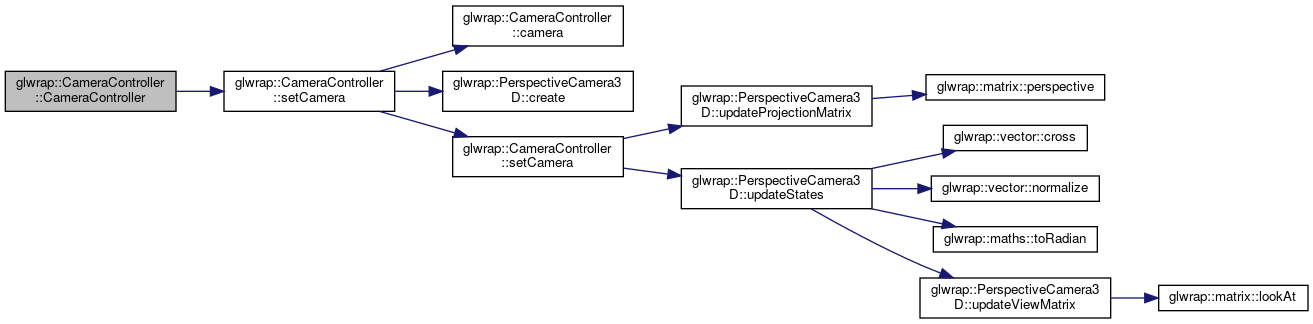 glwrap::CameraController
::CameraController
glwrap::CameraController
::setCamera
glwrap::CameraController
::camera
glwrap::PerspectiveCamera3
D::create
glwrap::CameraController
::setCamera
glwrap::PerspectiveCamera3
D::updateProjectionMatrix
glwrap::matrix::perspective
glwrap::PerspectiveCamera3
D::updateStates
glwrap::vector::cross
glwrap::vector::normalize
glwrap::maths::toRadian
glwrap::PerspectiveCamera3
D::updateViewMatrix
glwrap::matrix::lookAt